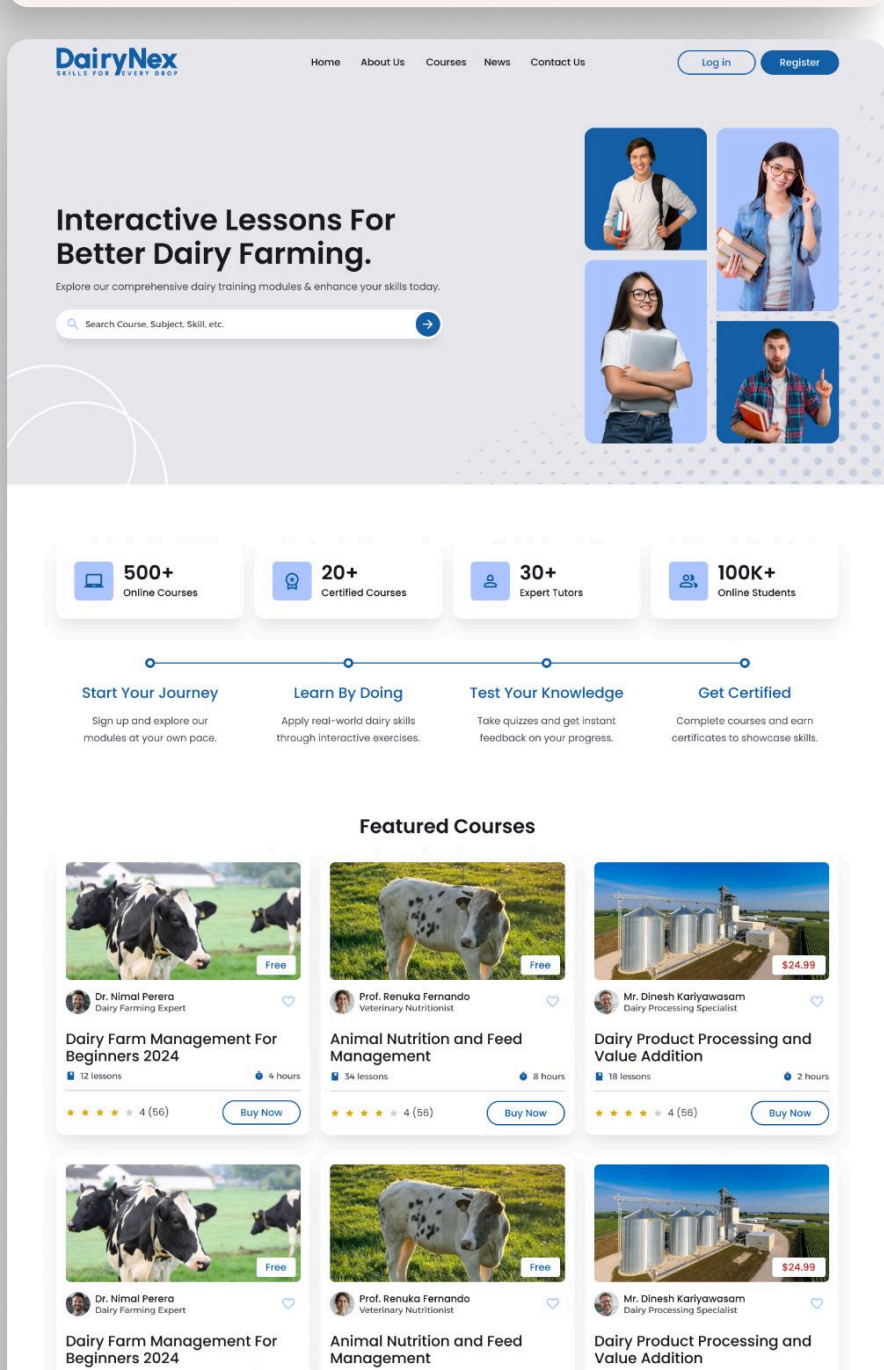 DairyNex
SKILLS FOR EVERY DROP
Home About Us Courses News Contact Us
Log in Register
Interactive Lessons For
Better Dairy Farming.
Explore our comprehensive dairy training modules & enhance your skills today.
Search Course, Subject, Skill, etc.
500+
Online Courses
20+
Certified Courses
30+
Expert Tutors
100K+
Online Students
Start Your Journey
Sign up and explore our
modules at your own pace.
Learn By Doing
Apply real-world dairy skills
through interactive exercises.
Test Your Knowledge
Take quizzes and get instant
feedback on your progress.
Get Certified
Complete courses and earn
certificates to showcase skills.
Featured Courses
Free
Dr. Nimal Perera
Dairy Farming Expert
Dairy Farm Management For
Beginners 2024
12 lessons 4 hours
4 (56) Buy Now
Free
Prof. Renuka Fernando
Veterinary Nutritionist
Animal Nutrition and Feed
Management
34 lessons 8 hours
4 (56) Buy Now
$24.99
Mr. Dinesh Kariyawasam
Dairy Processing Specialist
Dairy Product Processing and
Value Addition
18 lessons 2 hours
4 (56) Buy Now
Free
Dr. Nimal Perera
Dairy Farming Expert
Dairy Farm Management For
Beginners 2024
Free
Prof. Renuka Fernando
Veterinary Nutritionist
Animal Nutrition and Feed
Management
$24.99
Mr. Dinesh Kariyawasam
Dairy Processing Specialist
Dairy Product Processing and
Value Addition